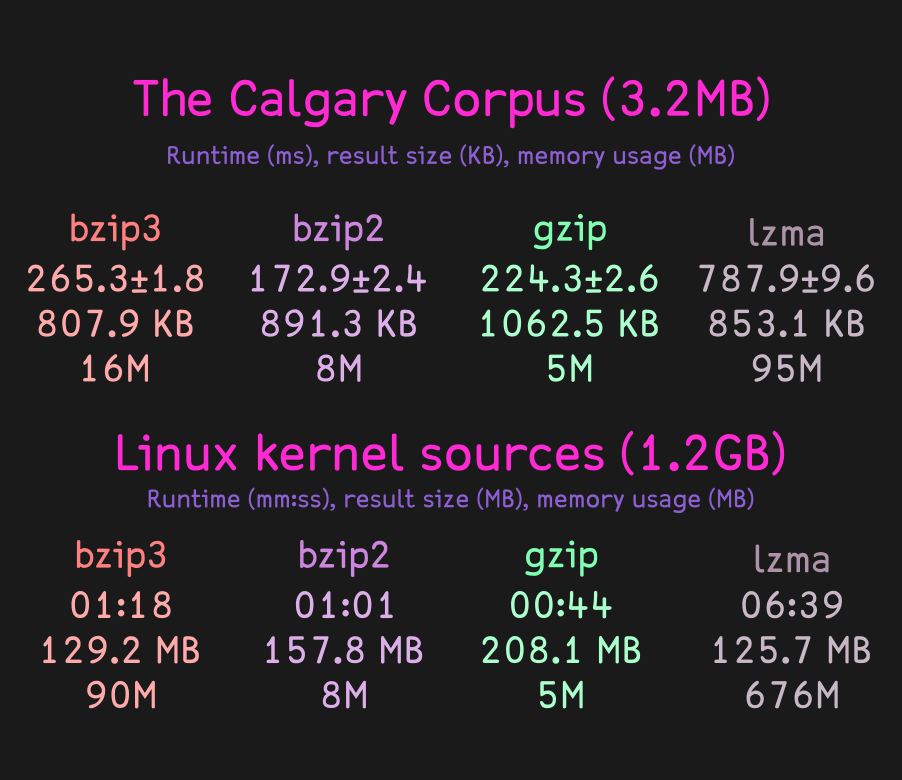 The Calgary Corpus (3.2MB)
Runtime (ms), result size (KB), memory usage (MB)
bzip3 bzip2 gzip lzma
265.3±1.8 172.9±2.4 224.3±2.6 787.9±9.6
807.9 KB 891.3 KB 1062.5 KB 853.1 KB
16M 8M 5M 95M
Linux kernel sources (1.2GB)
Runtime (mm:ss), result size (MB), memory usage (MB)
bzip3 bzip2 gzip lzma
01:18 01:01 00:44 06:39
129.2 MB 157.8 MB 208.1 MB 125.7 MB
90M 8M 5M 676M